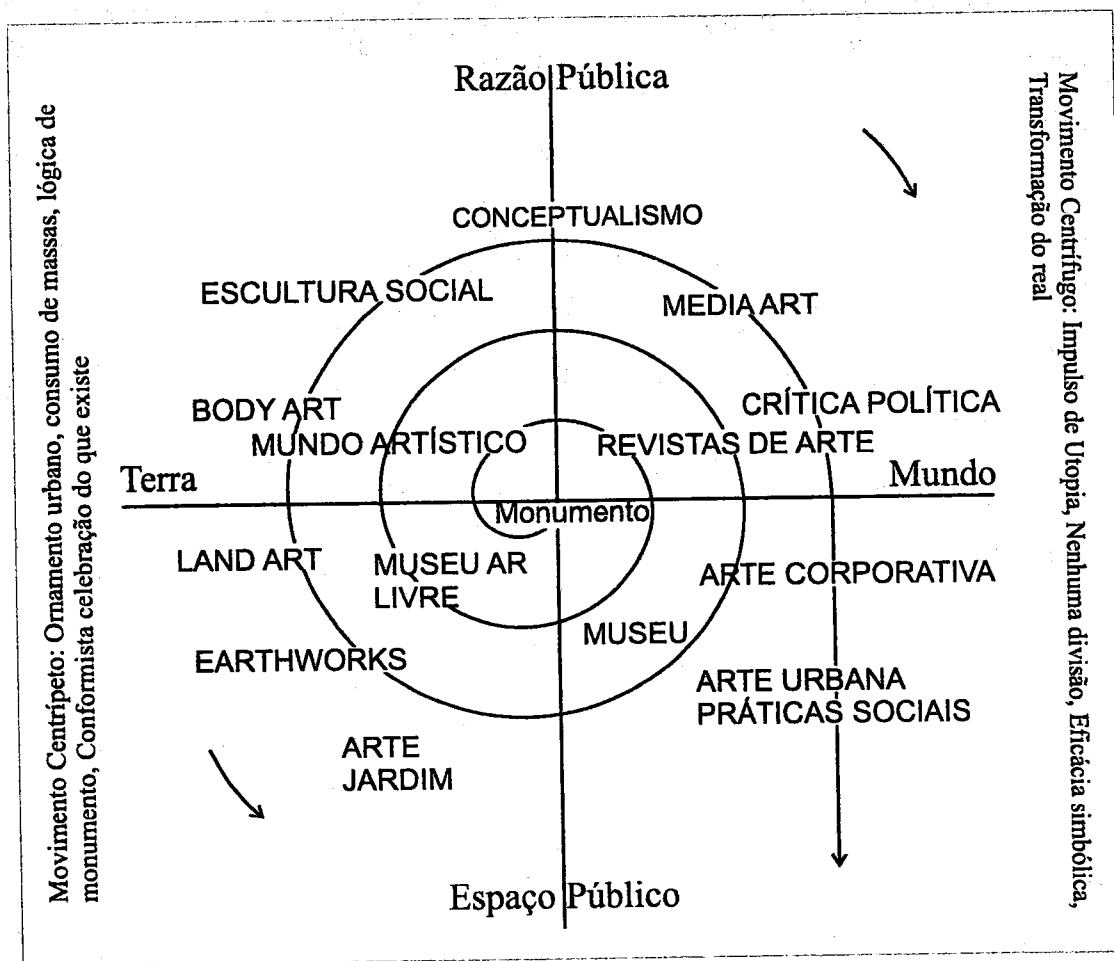 Razão Pública
Movimento Centrípeto: Ornamento urbano, consumo de massas, lógica de
monumento, Conformista celebração do que existe
Movimento Centrífugo: Impulso de Utopia, Nenhuma divisão, Eficácia simbólica,
Transformação do real
CONCEPTUALISMO
ESCULTURA SOCIAL
MEDIA ART
BODY ART
CRÍTICA POLÍTICA
MUNDO ARTÍSTICO
REVISTAS DE ARTE
Terra
Mundo
Monumento
LAND ART
MUSEU AR
LIVRE
ARTE CORPORATIVA
MUSEU
EARTHWORKS
ARTE URBANA
PRÁTICAS SOCIAIS
ARTE
JARDIM
Espaço Público